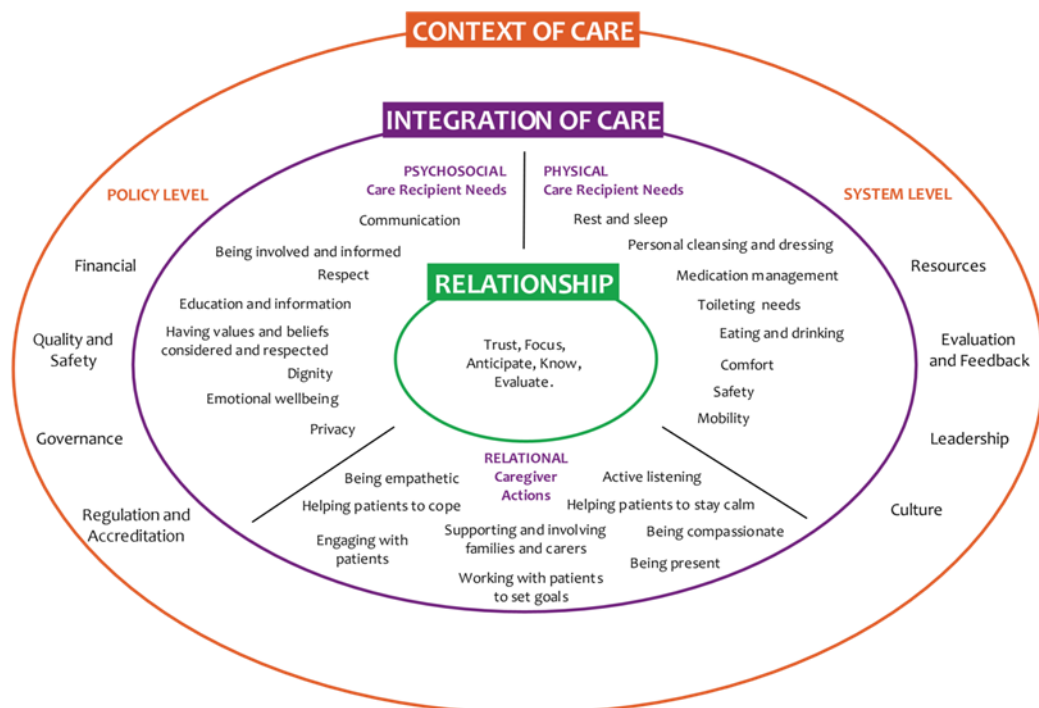 CONTEXT OF CARE
INTEGRATION OF CARE
POLICY LEVEL
Financial
Quality and
Safety
Governance
Regulation and
Accreditation
PSYCHOSOCIAL
Care Recipient Needs
Communication
Being involved and informed
Respect
Education and information
Having values and beliefs
considered and respected
Dignity
Emotional wellbeing
Privacy
PHYSICAL
Care Recipient Needs
Rest and sleep
Personal cleansing and dressing
Medication management
Toileting needs
Eating and drinking
Comfort
Safety
Mobility
SYSTEM LEVEL
Resources
Evaluation
and Feedback
Leadership
Culture
RELATIONSHIP
Trust, Focus,
Anticipate, Know,
Evaluate.
RELATIONAL
Caregiver
Actions
Being empathetic
Helping patients to cope
Engaging with
patients
Supporting and involving
families and carers
Working with patients
to set goals
Active listening
Helping patients to stay calm
Being compassionate
Being present